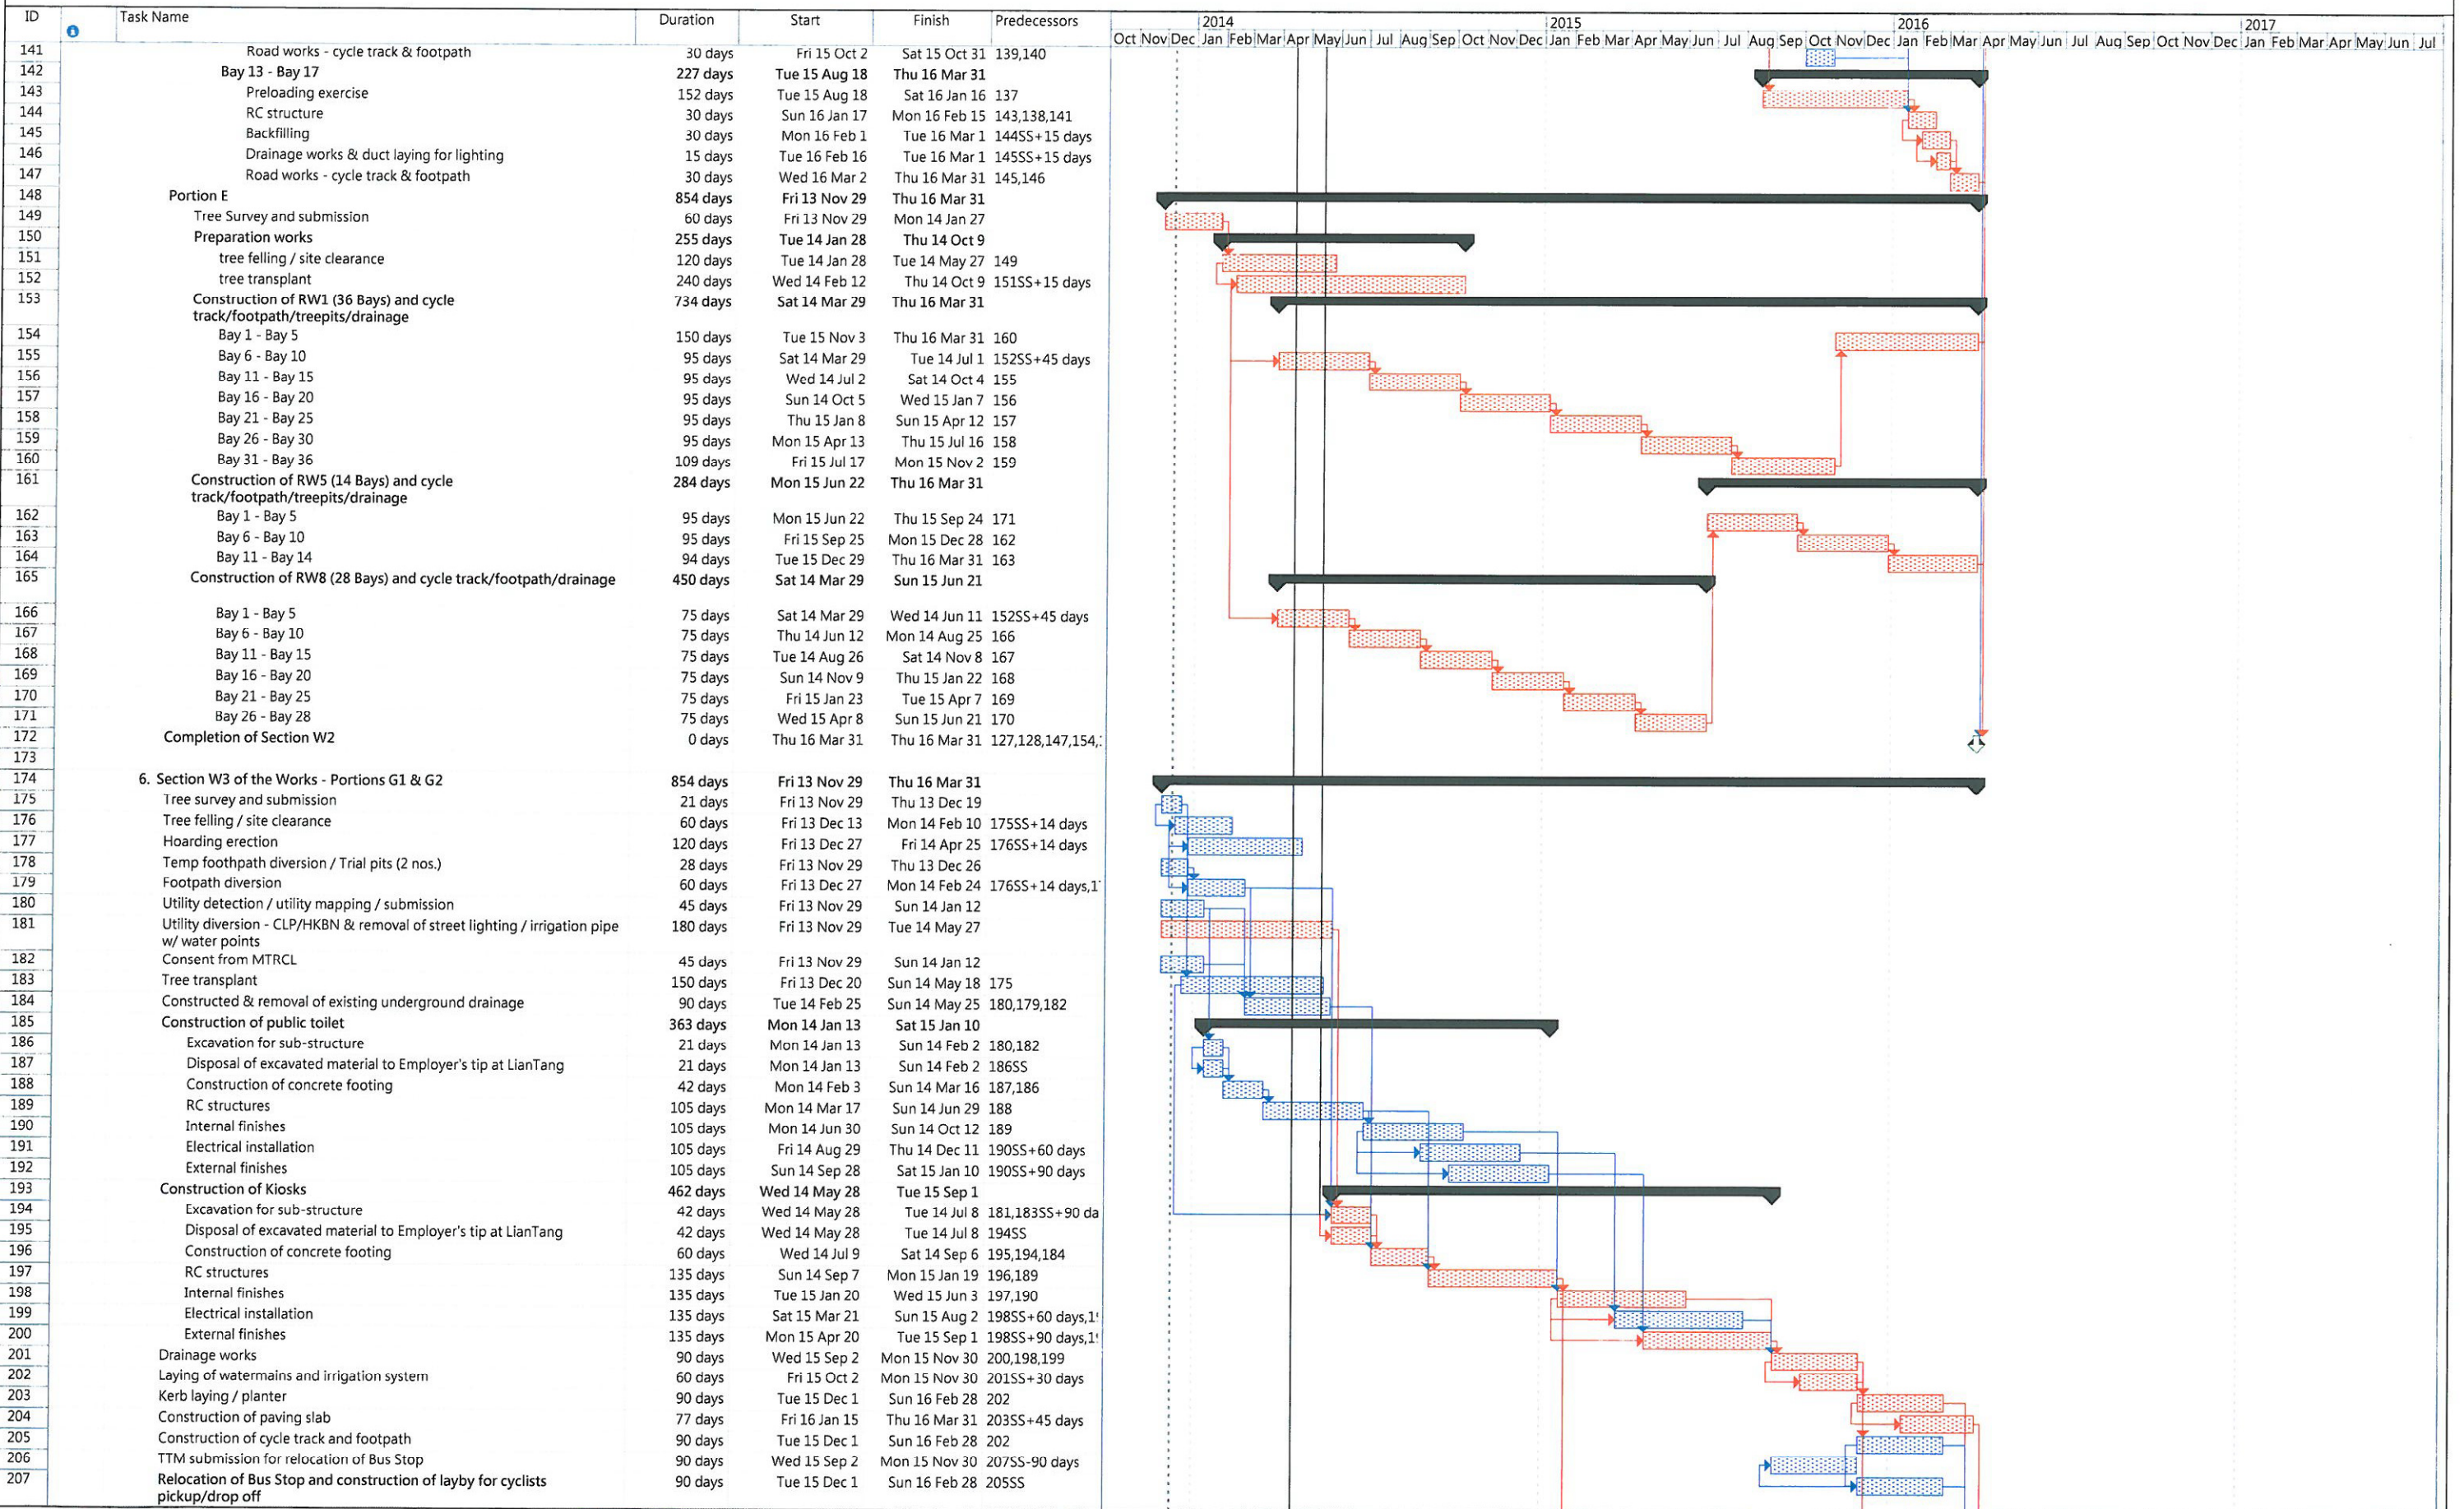 ID Task Name Duration Start Finish Predecessors 2014 2015 2016 2017
Oct Nov Dec Jan Feb Mar Apr May Jun Jul Aug Sep Oct Nov Dec Jan Feb Mar Apr May Jun Jul Aug Sep Oct Nov Dec Jan Feb Mar Apr May Jun Jul Aug Sep Oct Nov Dec Jan Feb Mar Apr May Jun Jul
141 Road works - cycle track & footpath 30 days Fri 15 Oct 2 Sat 15 Oct 31 139,140
142 Bay 13 - Bay 17 227 days Tue 15 Aug 18 Thu 16 Mar 31
143 Preloading exercise 152 days Tue 15 Aug 18 Sat 16 Jan 16 137
144 RC structure 30 days Sun 16 Jan 17 Mon 16 Feb 15 143,138,141
145 Backfilling 30 days Mon 16 Feb 1 Tue 16 Mar 1 144SS+15 days
146 Drainage works & duct laying for lighting 15 days Tue 16 Feb 16 Tue 16 Mar 1 145SS+15 days
147 Road works - cycle track & footpath 30 days Wed 16 Mar 2 Thu 16 Mar 31 145,146
148 Portion E 854 days Fri 13 Nov 29 Thu 16 Mar 31
149 Tree Survey and submission 60 days Fri 13 Nov 29 Mon 14 Jan 27
150 Preparation works 255 days Tue 14 Jan 28 Thu 14 Oct 9
151 tree felling / site clearance 120 days Tue 14 Jan 28 Tue 14 May 27 149
152 tree transplant 240 days Wed 14 Feb 12 Thu 14 Oct 9 151SS+15 days
153 Construction of RW1 (36 Bays) and cycle 734 days Sat 14 Mar 29 Thu 16 Mar 31
track/footpath/treepits/drainage
154 Bay 1 - Bay 5 150 days Tue 15 Nov 3 Thu 16 Mar 31 160
155 Bay 6 - Bay 10 95 days Sat 14 Mar 29 Tue 14 Jul 1 152SS+45 days
156 Bay 11 - Bay 15 95 days Wed 14 Jul 2 Sat 14 Oct 4 155
157 Bay 16 - Bay 20 95 days Sun 14 Oct 5 Wed 15 Jan 7 156
158 Bay 21 - Bay 25 95 days Thu 15 Jan 8 Sun 15 Apr 12 157
159 Bay 26 - Bay 30 95 days Mon 15 Apr 13 Thu 15 Jul 16 158
160 Bay 31 - Bay 36 109 days Fri 15 Jul 17 Mon 15 Nov 2 159
161 Construction of RW5 (14 Bays) and cycle 284 days Mon 15 Jun 22 Thu 16 Mar 31
track/footpath/treepits/drainage
162 Bay 1 - Bay 5 95 days Mon 15 Jun 22 Thu 15 Sep 24 171
163 Bay 6 - Bay 10 95 days Fri 15 Sep 25 Mon 15 Dec 28 162
164 Bay 11 - Bay 14 94 days Tue 15 Dec 29 Thu 16 Mar 31 163
165 Construction of RW8 (28 Bays) and cycle track/footpath/drainage 450 days Sat 14 Mar 29 Sun 15 Jun 21
166 Bay 1 - Bay 5 75 days Sat 14 Mar 29 Wed 14 Jun 11 152SS+45 days
167 Bay 6 - Bay 10 75 days Thu 14 Jun 12 Mon 14 Aug 25 166
168 Bay 11 - Bay 15 75 days Tue 14 Aug 26 Sat 14 Nov 8 167
169 Bay 16 - Bay 20 75 days Sun 14 Nov 9 Thu 15 Jan 22 168
170 Bay 21 - Bay 25 75 days Fri 15 Jan 23 Tue 15 Apr 7 169
171 Bay 26 - Bay 28 75 days Wed 15 Apr 8 Sun 15 Jun 21 170
172 Completion of Section W2 0 days Thu 16 Mar 31 Thu 16 Mar 31 127,128,147,154,
173
174 6. Section W3 of the Works - Portions G1 & G2 854 days Fri 13 Nov 29 Thu 16 Mar 31
175 Tree survey and submission 21 days Fri 13 Nov 29 Thu 13 Dec 19
176 Tree felling / site clearance 60 days Fri 13 Dec 13 Mon 14 Feb 10 175SS+14 days
177 Hoarding erection 120 days Fri 13 Dec 27 Fri 14 Apr 25 176SS+14 days
178 Temp foothpath diversion / Trial pits (2 nos.) 28 days Fri 13 Nov 29 Thu 13 Dec 26
179 Footpath diversion 60 days Fri 13 Dec 27 Mon 14 Feb 24 176SS+14 days,1
180 Utility detection / utility mapping / submission 45 days Fri 13 Nov 29 Sun 14 Jan 12
181 Utility diversion - CLP/HKBN & removal of street lighting / irrigation pipe 180 days Fri 13 Nov 29 Tue 14 May 27
w/ water points
182 Consent from MTRCL 45 days Fri 13 Nov 29 Sun 14 Jan 12
183 Tree transplant 150 days Fri 13 Dec 20 Sun 14 May 18 175
184 Constructed & removal of existing underground drainage 90 days Tue 14 Feb 25 Sun 14 May 25 180,179,182
185 Construction of public toilet 363 days Mon 14 Jan 13 Sat 15 Jan 10
186 Excavation for sub-structure 21 days Mon 14 Jan 13 Sun 14 Feb 2 180,182
187 Disposal of excavated material to Employer's tip at LianTang 21 days Mon 14 Jan 13 Sun 14 Feb 2 186SS
188 Construction of concrete footing 42 days Mon 14 Feb 3 Sun 14 Mar 16 187,186
189 RC structures 105 days Mon 14 Mar 17 Sun 14 Jun 29 188
190 Internal finishes 105 days Mon 14 Jun 30 Sun 14 Oct 12 189
191 Electrical installation 105 days Fri 14 Aug 29 Thu 14 Dec 11 190SS+60 days
192 External finishes 105 days Sun 14 Sep 28 Sat 15 Jan 10 190SS+90 days
193 Construction of Kiosks 462 days Wed 14 May 28 Tue 15 Sep 1
194 Excavation for sub-structure 42 days Wed 14 May 28 Tue 14 Jul 8 181,183SS+90 da
195 Disposal of excavated material to Employer's tip at LianTang 42 days Wed 14 May 28 Tue 14 Jul 8 194SS
196 Construction of concrete footing 60 days Wed 14 Jul 9 Sat 14 Sep 6 195,194,184
197 RC structures 135 days Sun 14 Sep 7 Mon 15 Jan 19 196,189
198 Internal finishes 135 days Tue 15 Jan 20 Wed 15 Jun 3 197,190
199 Electrical installation 135 days Sat 15 Mar 21 Sun 15 Aug 2 198SS+60 days,1
200 External finishes 135 days Mon 15 Apr 20 Tue 15 Sep 1 198SS+90 days,1
201 Drainage works 90 days Wed 15 Sep 2 Mon 15 Nov 30 200,198,199
202 Laying of watermains and irrigation system 60 days Fri 15 Oct 2 Mon 15 Nov 30 201SS+30 days
203 Kerb laying / planter 90 days Tue 15 Dec 1 Sun 16 Feb 28 202
204 Construction of paving slab 77 days Fri 16 Jan 15 Thu 16 Mar 31 203SS+45 days
205 Construction of cycle track and footpath 90 days Tue 15 Dec 1 Sun 16 Feb 28 202
206 TTM submission for relocation of Bus Stop 90 days Wed 15 Sep 2 Mon 15 Nov 30 207SS-90 days
207 Relocation of Bus Stop and construction of layby for cyclists 90 days Tue 15 Dec 1 Sun 16 Feb 28 205SS
pickup/drop off